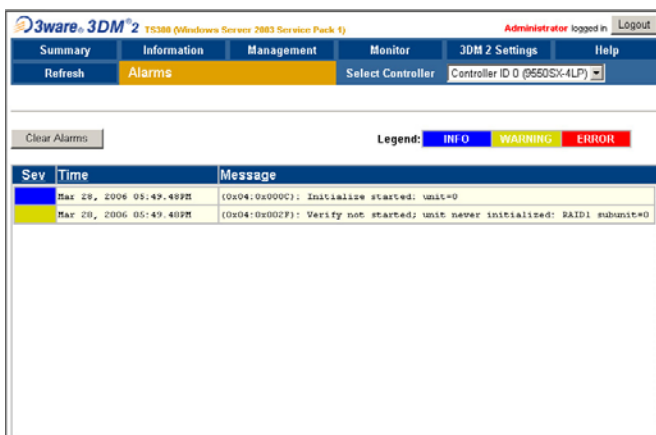 3ware® 3DM®2 TS300 (Windows Server 2003 Service Pack 1) Administrator logged in Logout
Summary Information Management Monitor 3DM 2 Settings Help
Refresh Alarms Select Controller Controller ID 0 (9550SX-4LP)
Clear Alarms Legend: INFO WARNING ERROR
Sev Time Message
Mar 28, 2006 05:49.48PM (0x04:0x000C): Initialize started: unit=0
Mar 28, 2006 05:49.48PM (0x04:0x002F): Verify not started; unit never initialized: RAID1 subunit=0